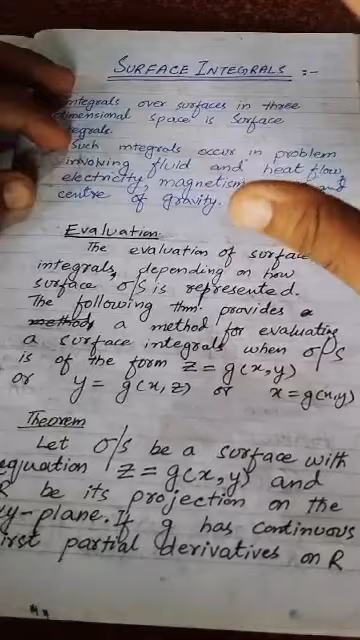 SURFACE INTEGRALS :-
Integrals over surfaces in three
dimensional space is Surface
tegrals.
Such integrals occur in problem
involving fluid and heat flow,
electricity, magnetism
centre of gravity.
Evaluation
The evaluation of surface
integrals, depending on how
surface σ/s is represented.
The following thm. provides a
a method for evaluating
a surface integrals when σ/s
is of the form z = g(x,y)
or y = g(x,z) or x = g(x,y)
Theorem
Let σ/s be a surface with
equation z = g(x,y) and
R be its projection on the
xy-plane. If g has continuous
irst partial derivatives on R